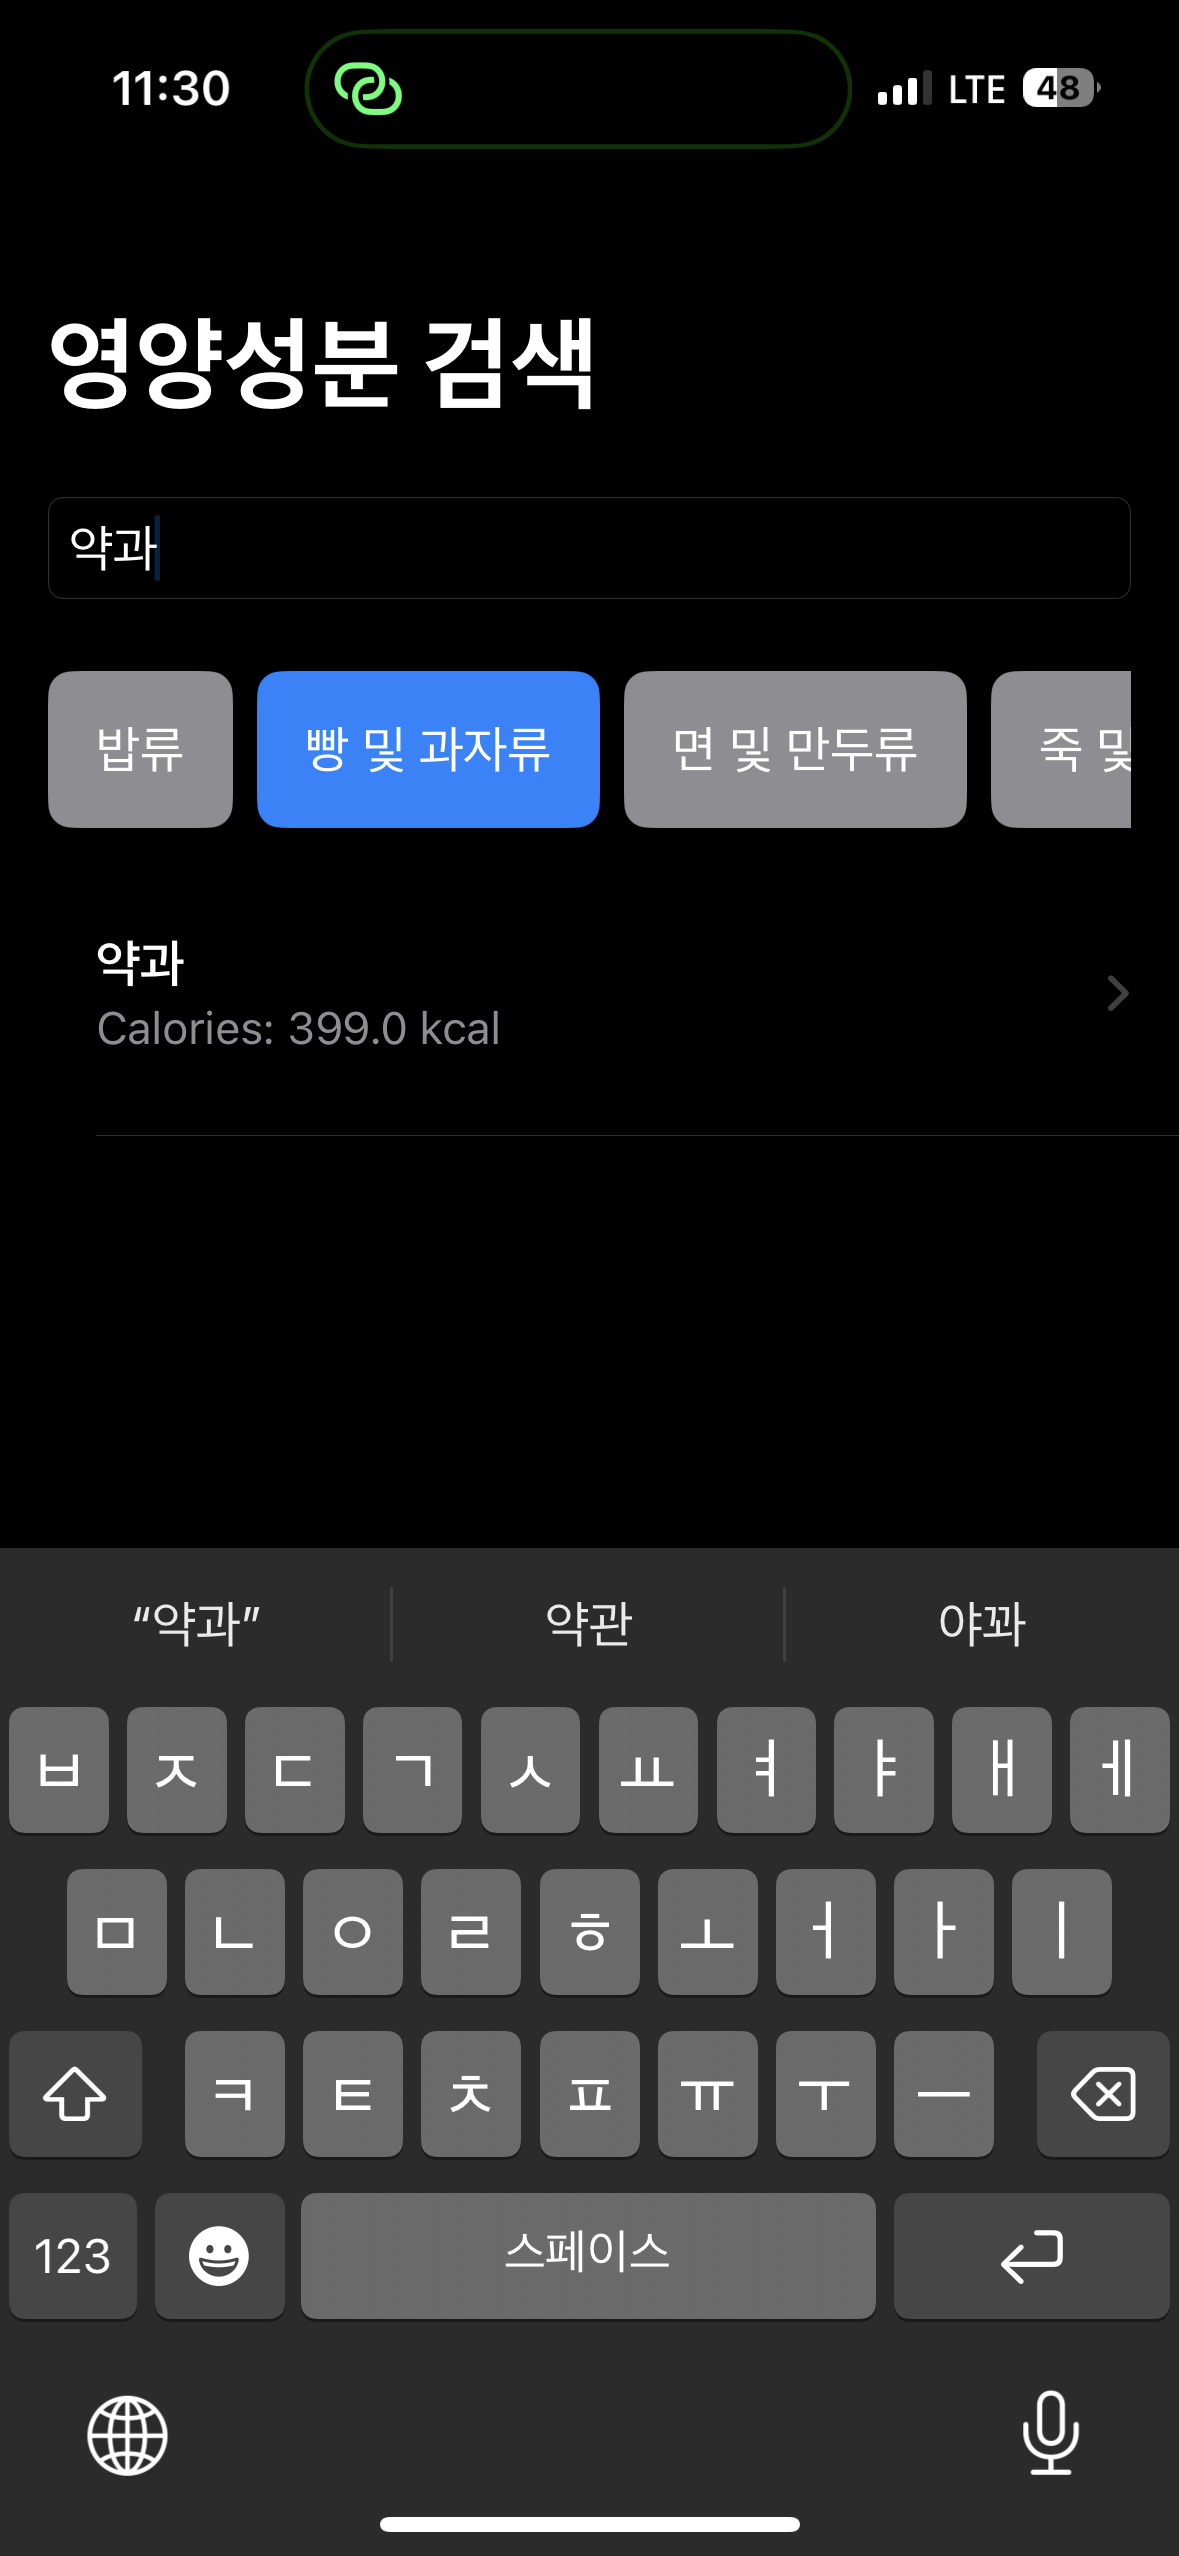 11:30 LTE 48
영양성분 검색
약과
밥류 빵 및 과자류 면 및 만두류 죽 및
약과
Calories: 399.0 kcal
“약과” 약관 야꽈
ㅂ ㅈ ㄷ ㄱ ㅅ ㅛ ㅕ ㅑ ㅐ ㅔ
ㅁ ㄴ ㅇ ㄹ ㅎ ㅗ ㅓ ㅏ ㅣ
ㅋ ㅌ ㅊ ㅍ ㅠ ㅜ ㅡ
123 스페이스